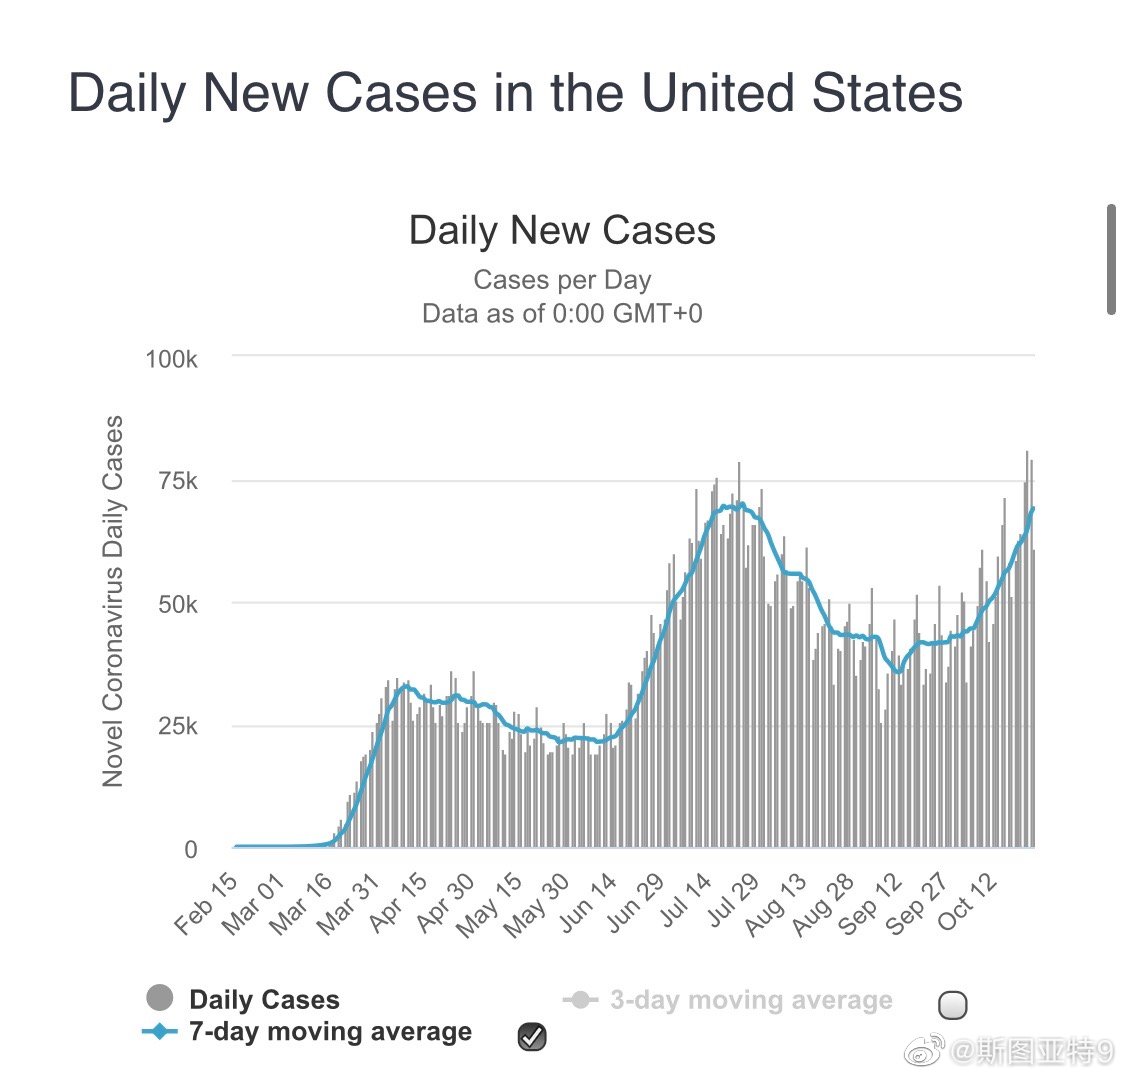 Daily New Cases in the United States
Daily New Cases
Cases per Day
Data as of 0:00 GMT+0
100k
75k
50k
25k
0
Novel Coronavirus Daily Cases
Feb 15
Mar 01
Mar 16
Mar 31
Apr 15
Apr 30
May 15
May 30
Jun 14
Jun 29
Jul 14
Jul 29
Aug 13
Aug 28
Sep 12
Sep 27
Oct 12
Daily Cases
3-day moving average
7-day moving average
@斯图亚特9